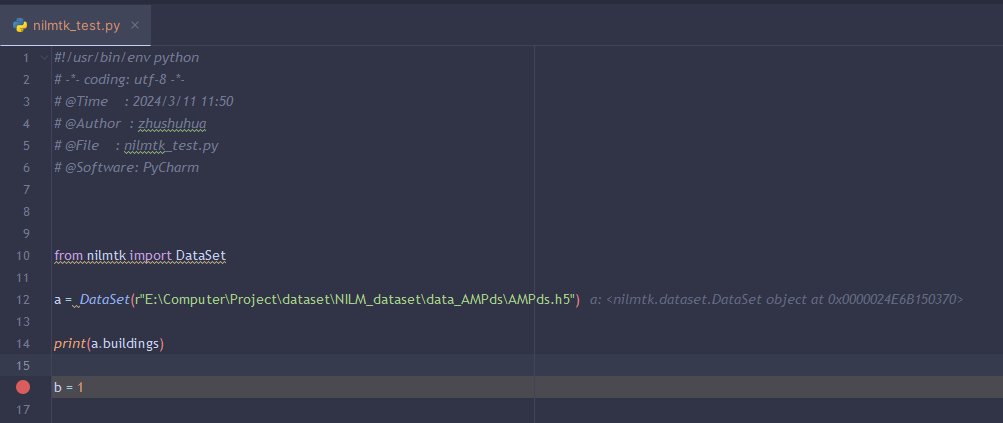 nilmtk_test.py
1 #!/usr/bin/env python
2 # -*- coding: utf-8 -*-
3 # @Time    : 2024/3/11 11:50
4 # @Author  : zhushuhua
5 # @File    : nilmtk_test.py
6 # @Software: PyCharm
7
8
9
10 from nilmtk import DataSet
11
12 a = DataSet(r"E:\Computer\Project\dataset\NILM_dataset\data_AMPds\AMPds.h5") a: <nilmtk.dataset.DataSet object at 0x0000024E6B150370>
13
14 print(a.buildings)
15
b = 1
17